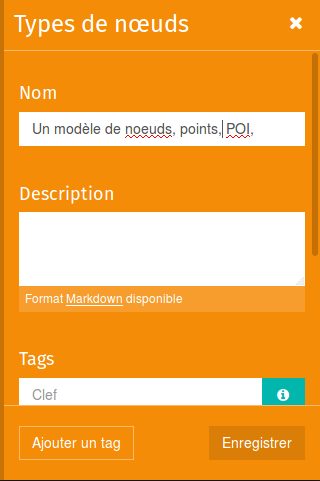 Types de nœuds ✖
Nom
Un modèle de noeuds, points, POI,
Description
Format Markdown disponible
Tags
Clef
Ajouter un tag
Enregistrer